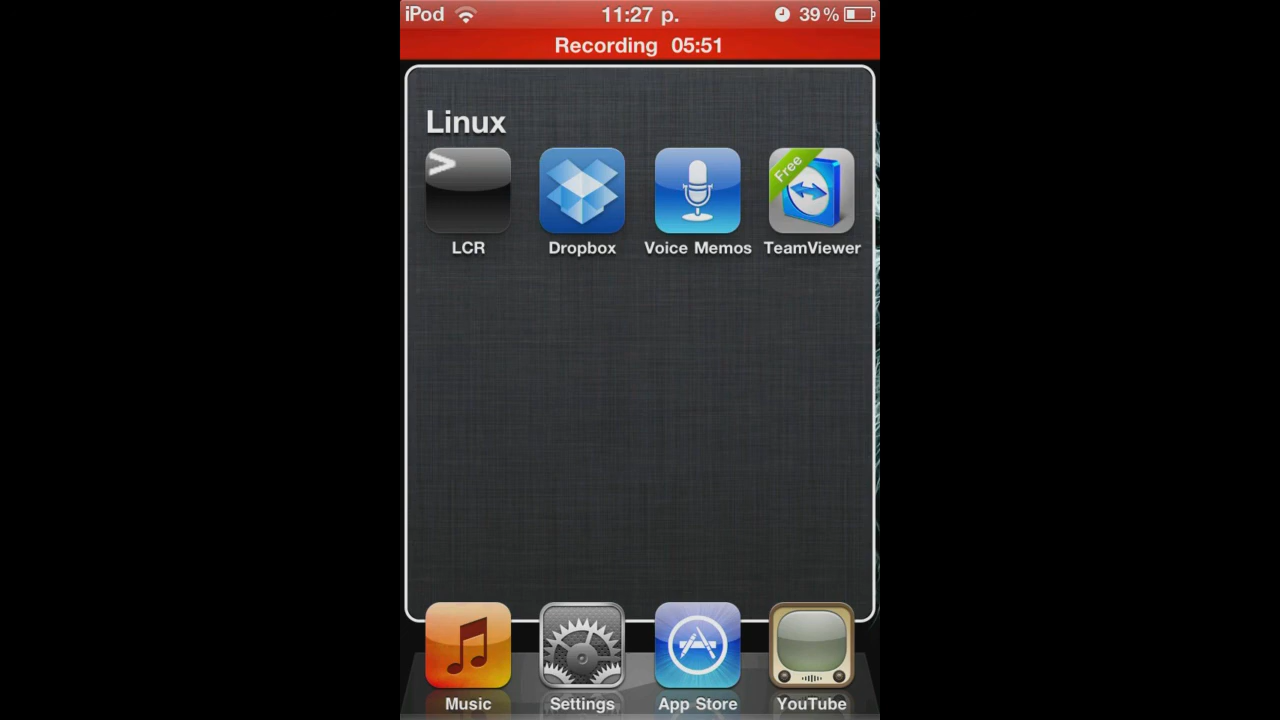 iPod 11:27 p. 39%
Recording 05:51
Linux
>
Free
LCR Dropbox Voice Memos TeamViewer
Music Settings App Store YouTube